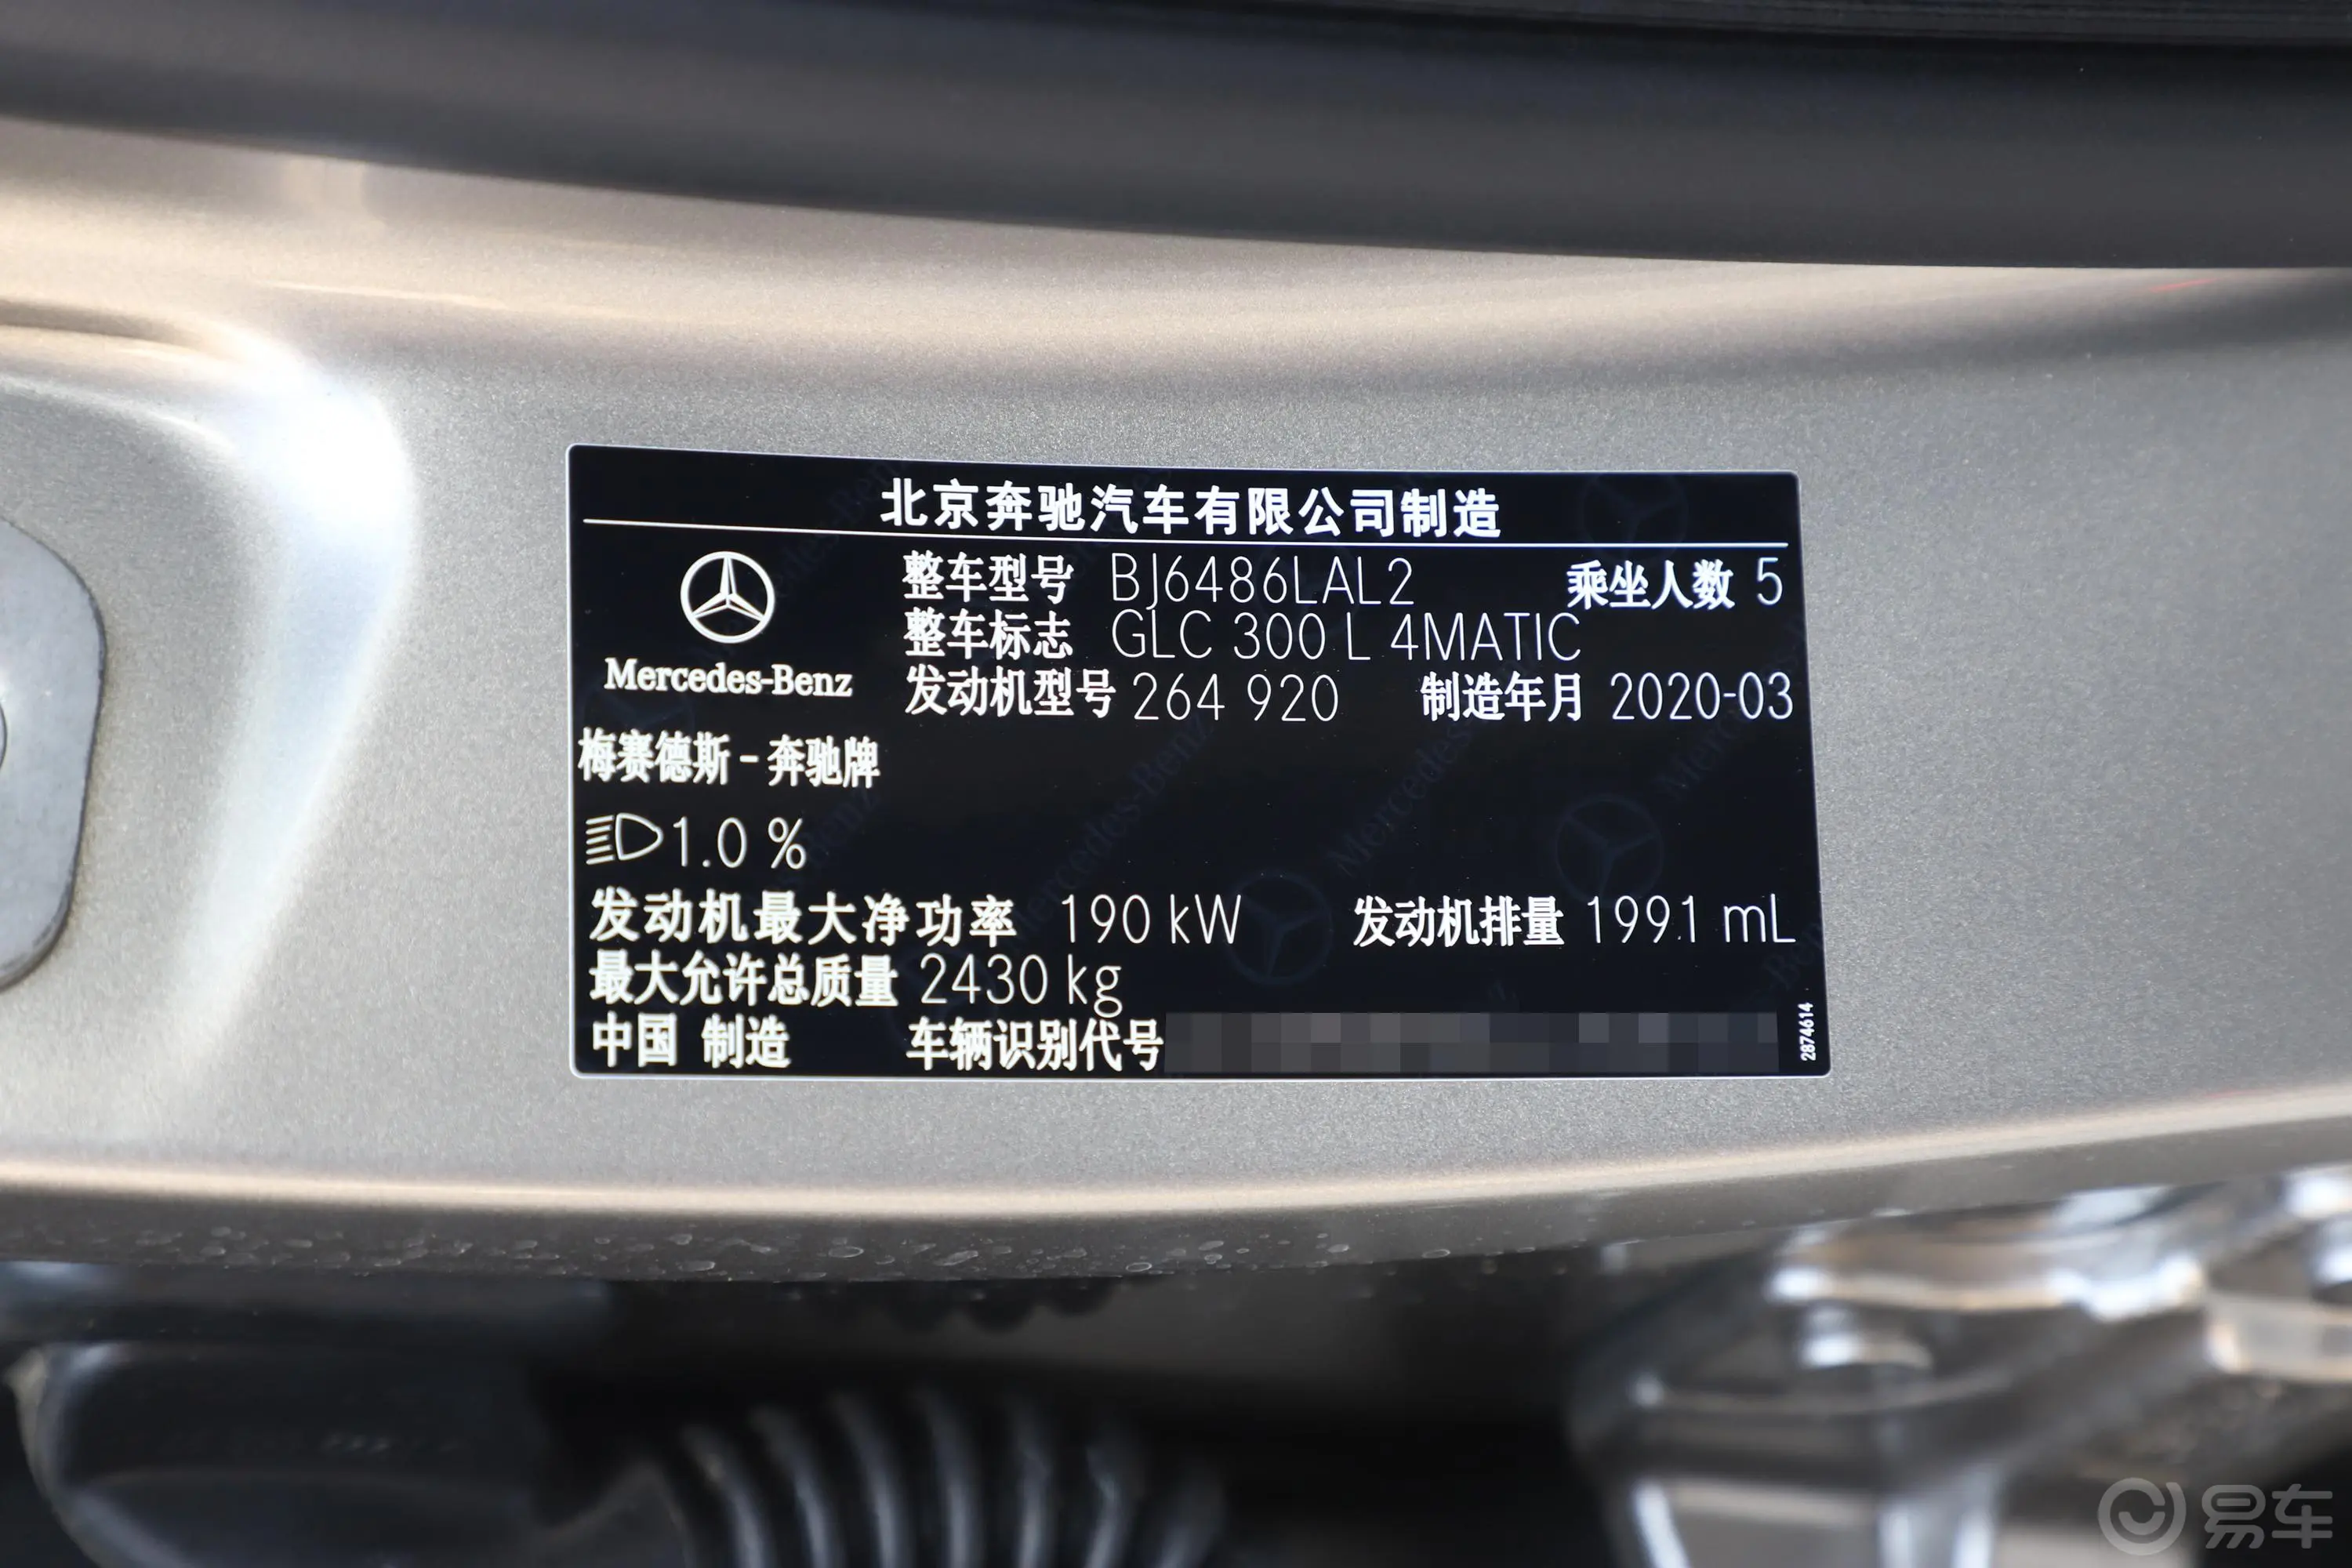 北京奔驰汽车有限公司制造
整车型号 BJ6486LAL2 乘坐人数 5
整车标志 GLC 300 L 4MATIC
Mercedes-Benz
发动机型号 264 920 制造年月 2020-03
梅赛德斯-奔驰牌
1.0 %
发动机最大净功率 190 kW 发动机排量 1991 mL
最大允许总质量 2430 kg
中国 制造 车辆识别代号
2874614
易车